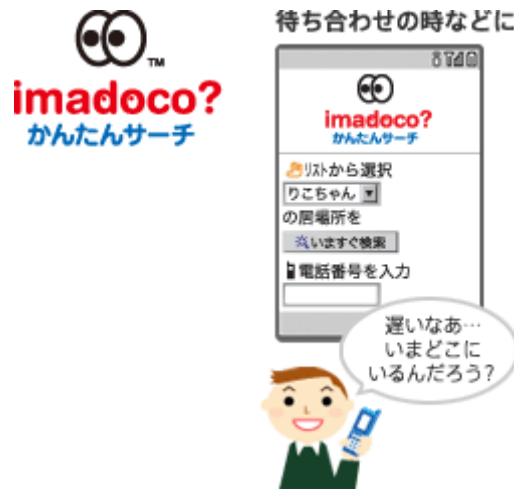 TM
imadoco?
かんたんサーチ
待ち合わせの時などに
imadoco?
かんたんサーチ
リストから選択
りこちゃん
の居場所を
いますぐ検索
電話番号を入力
遅いなあ…
いまどこに
いるんだろう?